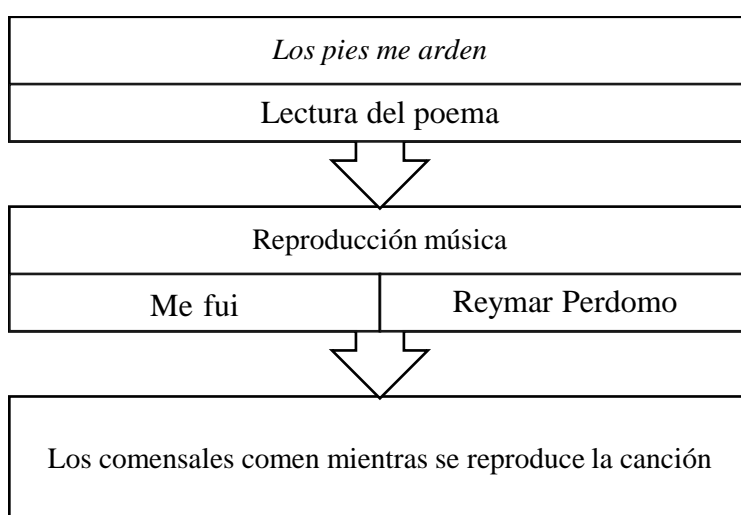 Los pies me arden
Lectura del poema
Reproducción música
Me fui
Reymar Perdomo
Los comensales comen mientras se reproduce la canción